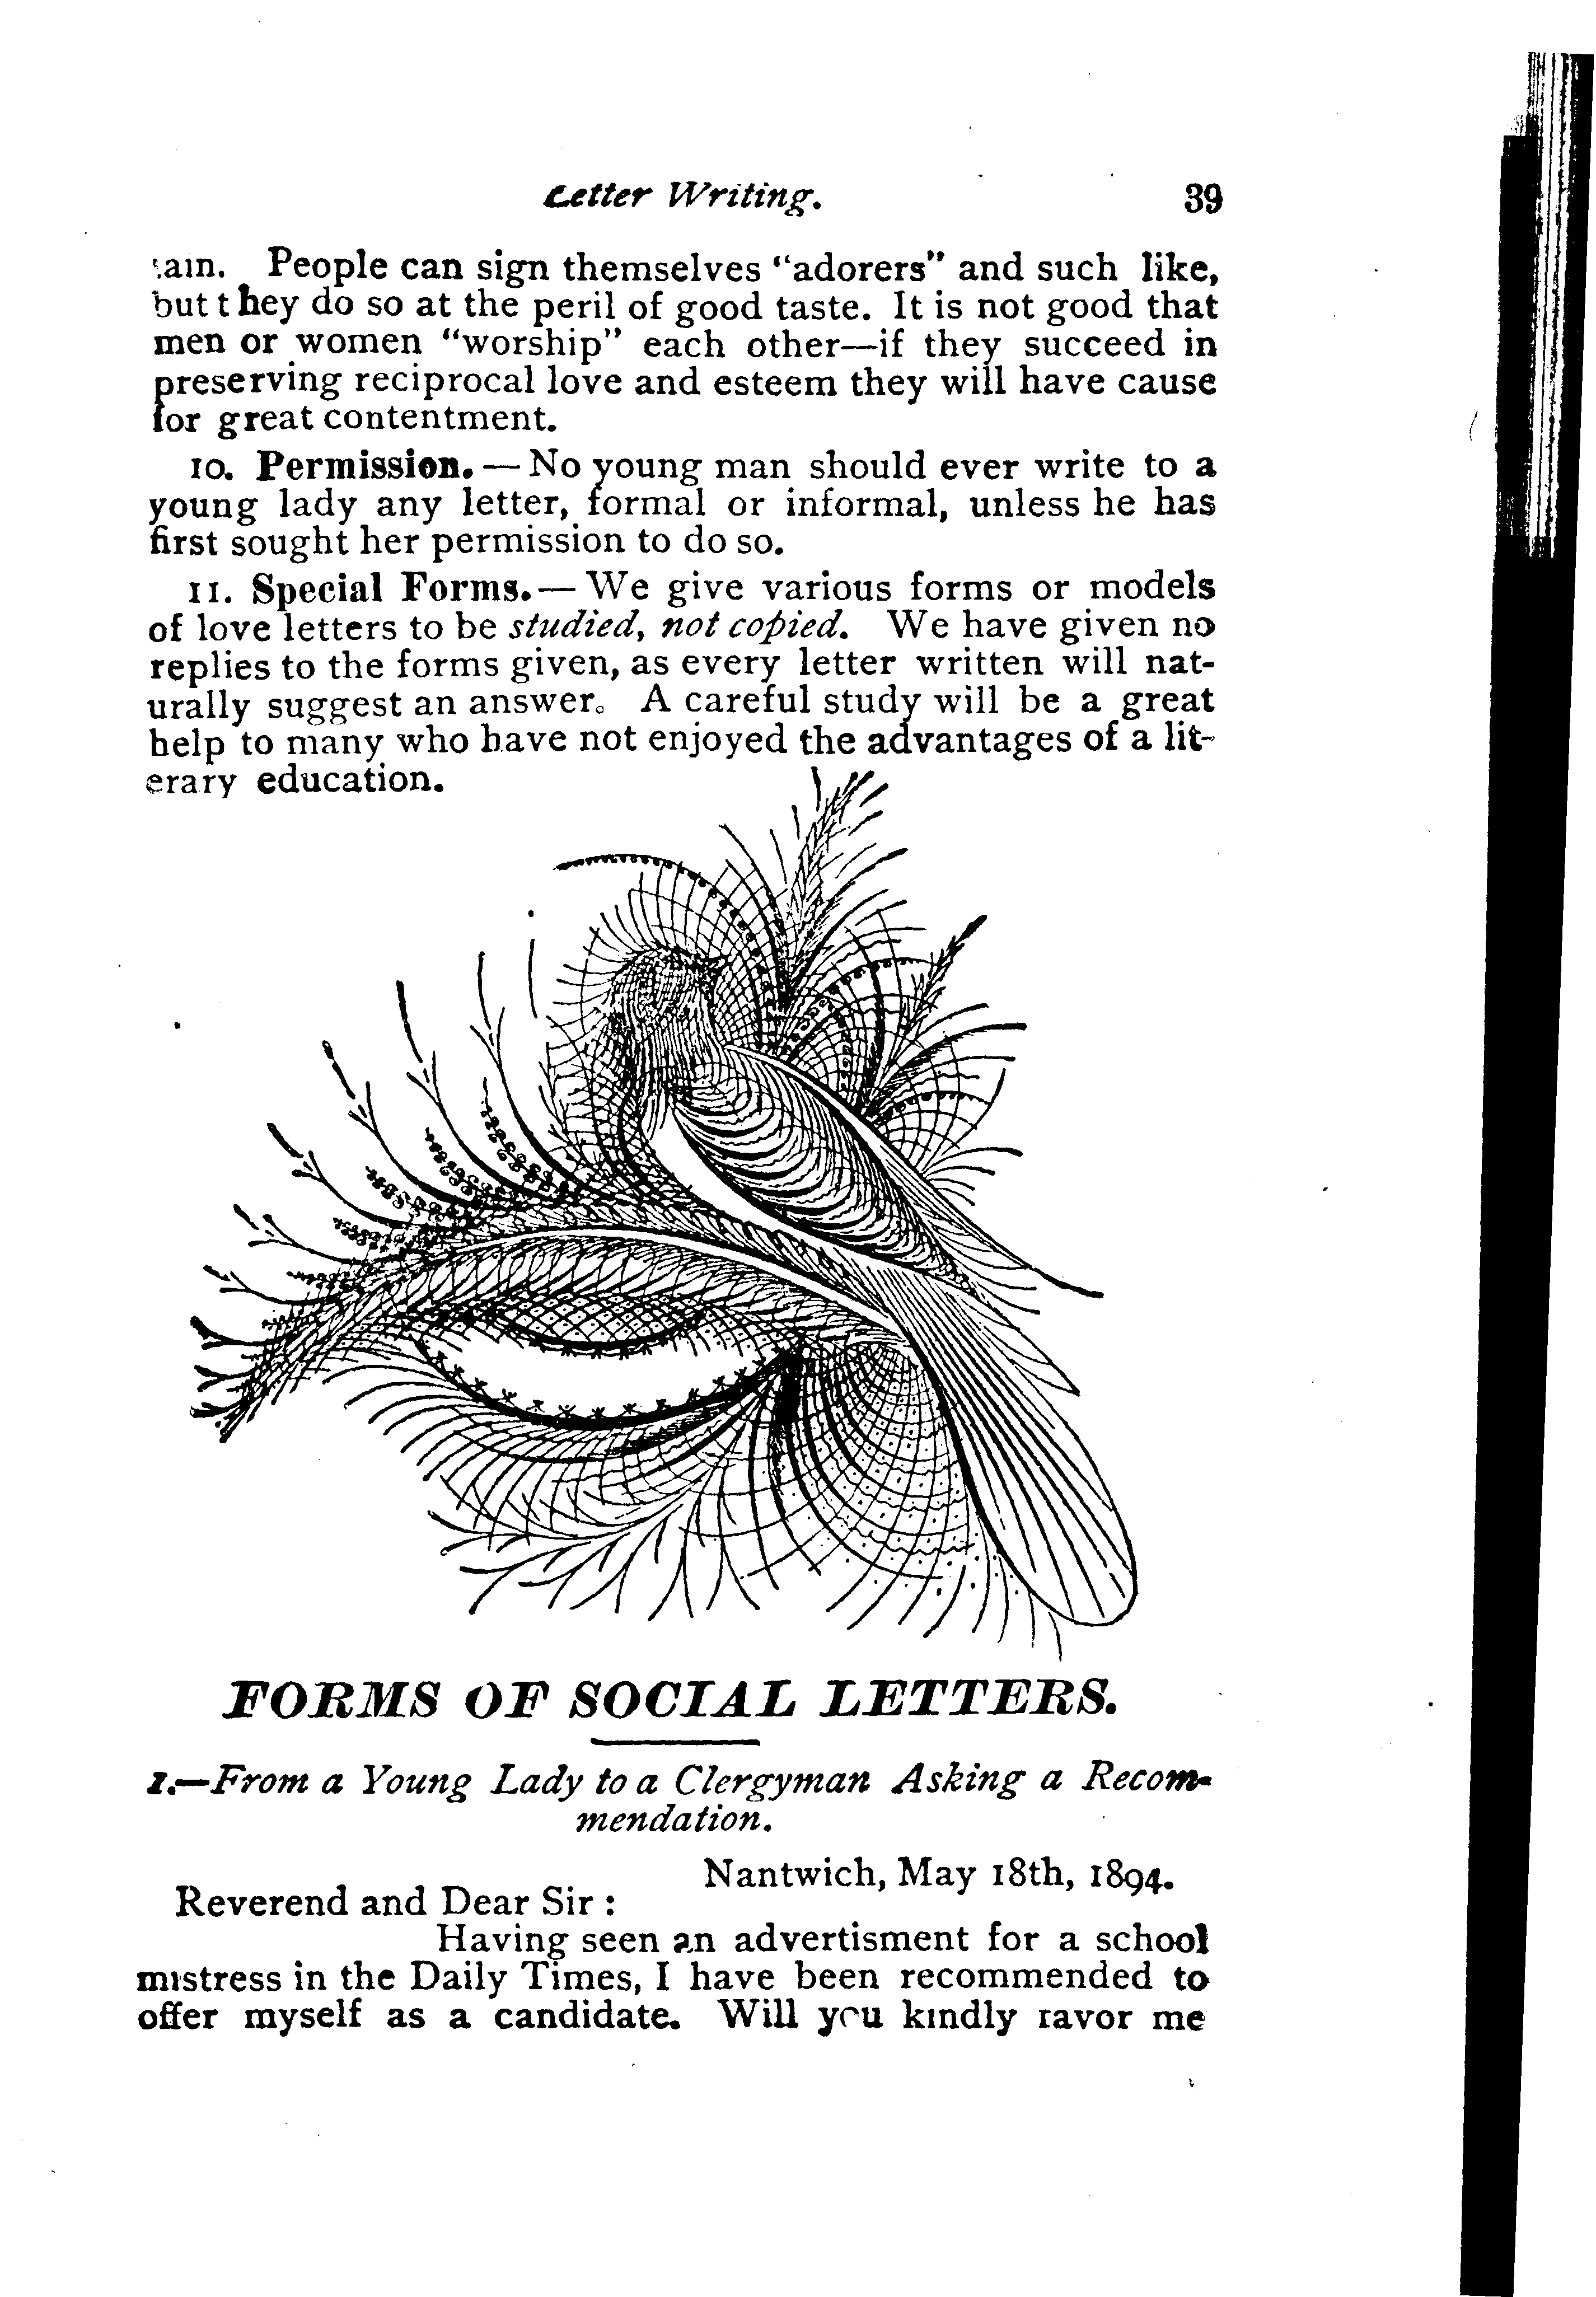 Letter Writing. 39
tain. People can sign themselves "adorers" and such like,
but they do so at the peril of good taste. It is not good that
men or women "worship" each other—if they succeed in
preserving reciprocal love and esteem they will have cause
for great contentment.
10. Permission. — No young man should ever write to a
young lady any letter, formal or informal, unless he has
first sought her permission to do so.
11. Special Forms.— We give various forms or models
of love letters to be studied, not copied. We have given no
replies to the forms given, as every letter written will nat-
urally suggest an answer. A careful study will be a great
help to many who have not enjoyed the advantages of a lit-
erary education.
FORMS OF SOCIAL LETTERS.
1.—From a Young Lady to a Clergyman Asking a Recom-
mendation.
Nantwich, May 18th, 1894.
Reverend and Dear Sir :
Having seen an advertisment for a school
mistress in the Daily Times, I have been recommended to
offer myself as a candidate. Will you kindly favor me